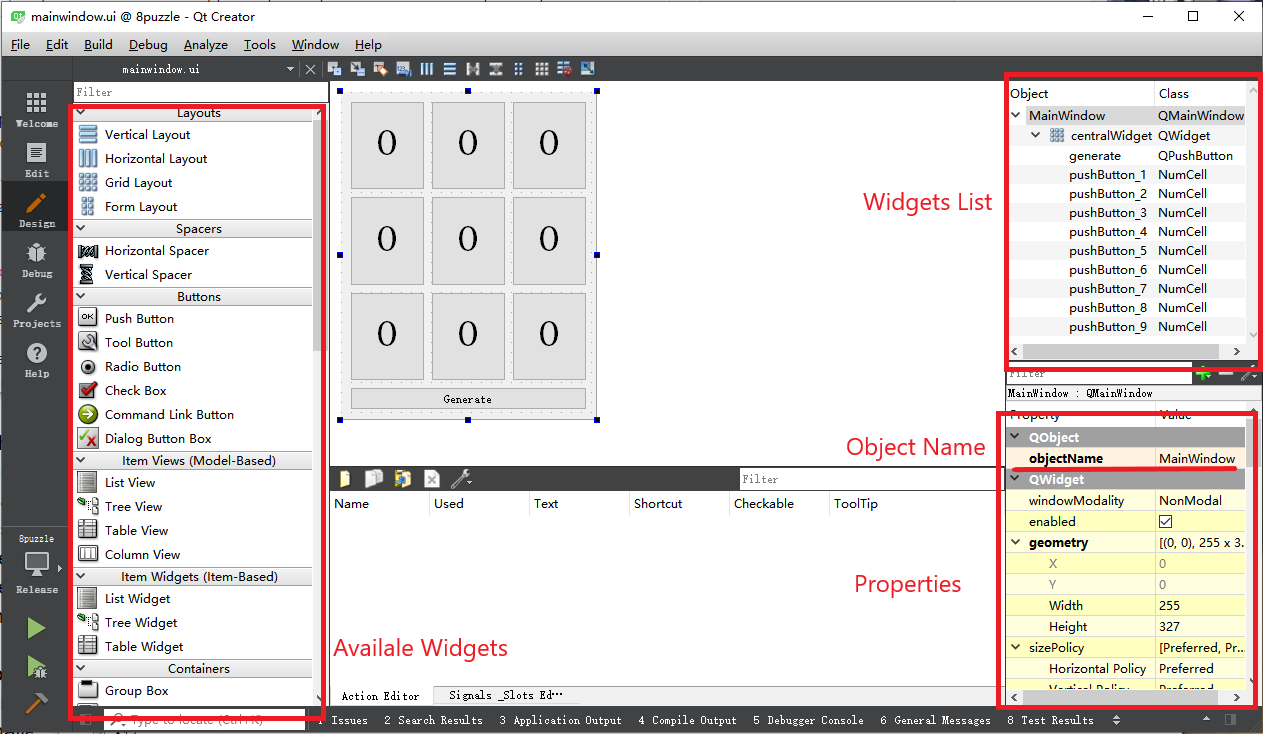 mainwindow.ui @ 8puzzle - Qt Creator
File Edit Build Debug Analyze Tools Window Help
mainwindow.ui
Welcome
Edit
Design
Debug
Projects
Help
8puzzle
Release
Filter
Layouts
Vertical Layout
Horizontal Layout
Grid Layout
Form Layout
Spacers
Horizontal Spacer
Vertical Spacer
Buttons
OK Push Button
Tool Button
Radio Button
Check Box
Command Link Button
Dialog Button Box
Item Views (Model-Based)
List View
Tree View
Table View
Column View
Item Widgets (Item-Based)
List Widget
Tree Widget
Table Widget
Containers
Group Box
0 0 0
0 0 0
0 0 0
Generate
Widgets List
Object Name
Properties
Availale Widgets
Filter
Name Used Text Shortcut Checkable ToolTip
Action Editor Signals _Slots Ed…
Object Class
MainWindow QMainWindow
centralWidget QWidget
generate QPushButton
pushButton_1 NumCell
pushButton_2 NumCell
pushButton_3 NumCell
pushButton_4 NumCell
pushButton_5 NumCell
pushButton_6 NumCell
pushButton_7 NumCell
pushButton_8 NumCell
pushButton_9 NumCell
Filter
MainWindow : QMainWindow
Property Value
QObject
objectName MainWindow
QWidget
windowModality NonModal
enabled
geometry [(0, 0), 255 x 3..
X 0
Y 0
Width 255
Height 327
sizePolicy [Preferred, Pr...
Horizontal Policy Preferred
Vertical Policy Preferred
Type to locate (Ctrl+K)
1 Issues 2 Search Results 3 Application Output 4 Compile Output 5 Debugger Console 6 General Messages 8 Test Results